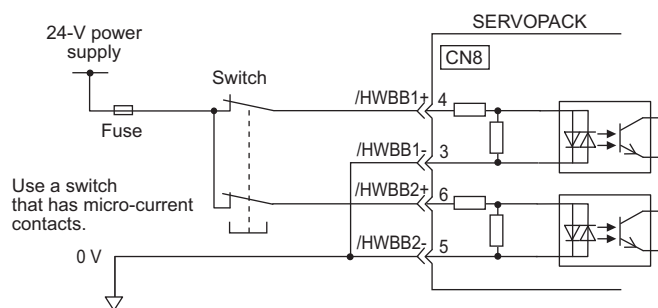 SERVOPACK
24-V power
supply
CN8
Switch
/HWBB1+ 4
Fuse
/HWBB1- 3
Use a switch
that has micro-current
contacts.
/HWBB2+ 6
0 V
/HWBB2- 5